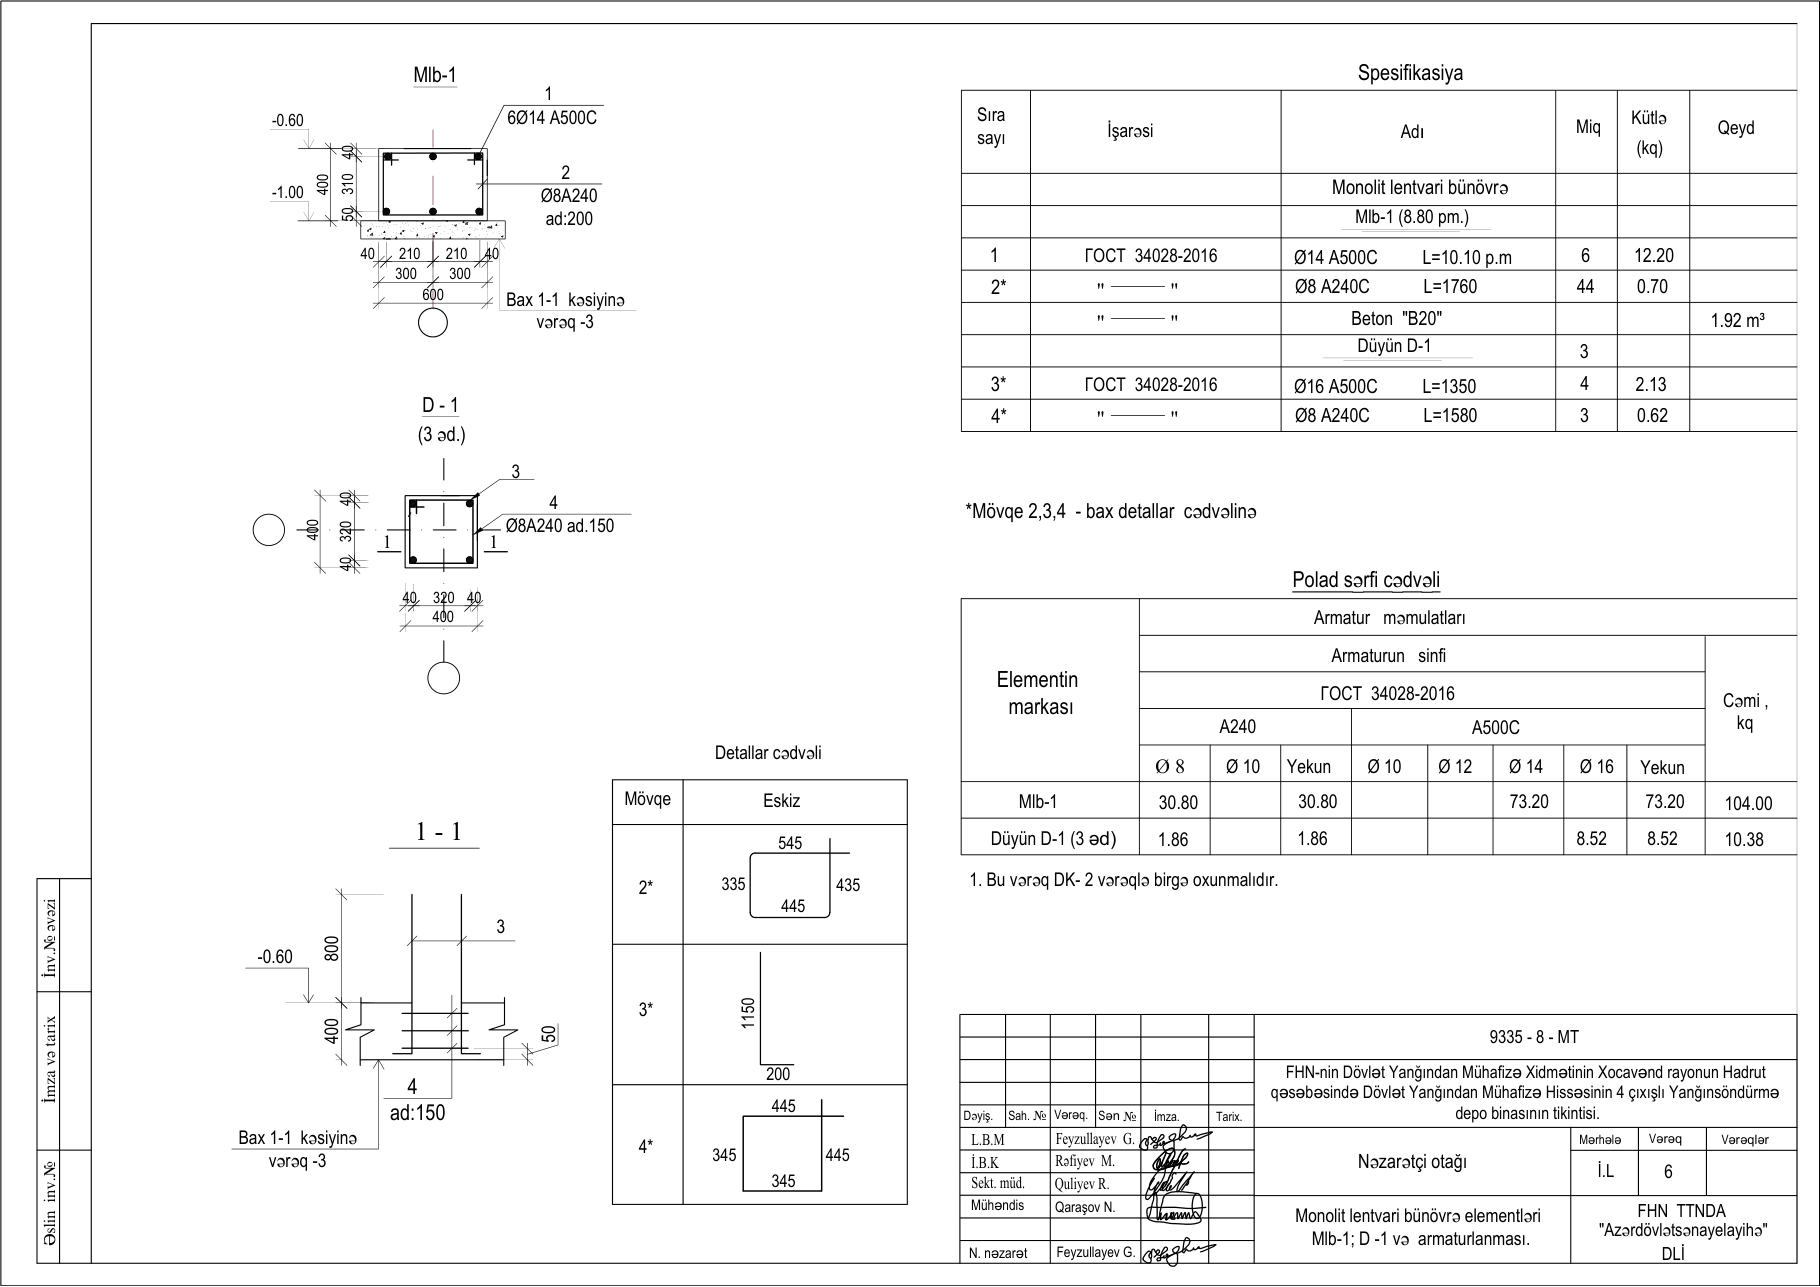 Mlb-1
1
6Ø14 A500C
-0.60
2
Ø8A240
ad:200
-1.00
400
40
310
50
40 210 210 40
300 300
600
Bax 1-1 kəsiyinə
vərəq -3
D - 1
(3 əd.)
3
4
Ø8A240 ad.150
400
40
320
40
1 1
40 320 40
400
1 - 1
3
800
-0.60
400
50
4
ad:150
Bax 1-1 kəsiyinə
vərəq -3
Detallar cədvəli
Mövqe Eskiz
2*
545
335 435
445
3*
1150
200
4*
445
345 445
345
Spesifikasiya
Sıra sayı İşarəsi Adı Miq Kütlə (kq) Qeyd
Monolit lentvari bünövrə
Mlb-1 (8.80 pm.)
1 ГОСТ 34028-2016 Ø14 A500C L=10.10 p.m 6 12.20
2* " ——— " Ø8 A240C L=1760 44 0.70
" ——— " Beton "B20" 1.92 m³
Düyün D-1 3
3* ГОСТ 34028-2016 Ø16 A500C L=1350 4 2.13
4* " ——— " Ø8 A240C L=1580 3 0.62
*Mövqe 2,3,4 - bax detallar cədvəlinə
Polad sərfi cədvəli
Elementin markası
Armatur məmulatları
Armaturun sinfi
ГОСТ 34028-2016
Cəmi , kq
A240 A500C
Ø 8 Ø 10 Yekun Ø 10 Ø 12 Ø 14 Ø 16 Yekun
Mlb-1 30.80 30.80 73.20 73.20 104.00
Düyün D-1 (3 əd) 1.86 1.86 8.52 8.52 10.38
1. Bu vərəq DK- 2 vərəqlə birgə oxunmalıdır.
İnv.№ əvəzi
İmza və tarix
Əslin inv.№
9335 - 8 - MT
FHN-nin Dövlət Yanğından Mühafizə Xidmətinin Xocavənd rayonun Hadrut
qəsəbəsində Dövlət Yanğından Mühafizə Hissəsinin 4 çıxışlı Yanğınsöndürmə
depo binasının tikintisi.
Dəyiş. Sah. № Vərəq. Sən № İmza. Tarix.
L.B.M Feyzullayev G.
İ.B.K Rəfiyev M.
Sekt. müd. Quliyev R.
Mühəndis Qaraşov N.
N. nəzarət Feyzullayev G.
Nəzarətçi otağı
Mərhələ Vərəq Vərəqlər
İ.L 6
Monolit lentvari bünövrə elementləri
Mlb-1; D -1 və armaturlanması.
FHN TTNDA
"Azərdövlətsənayelayihə"
DLİ